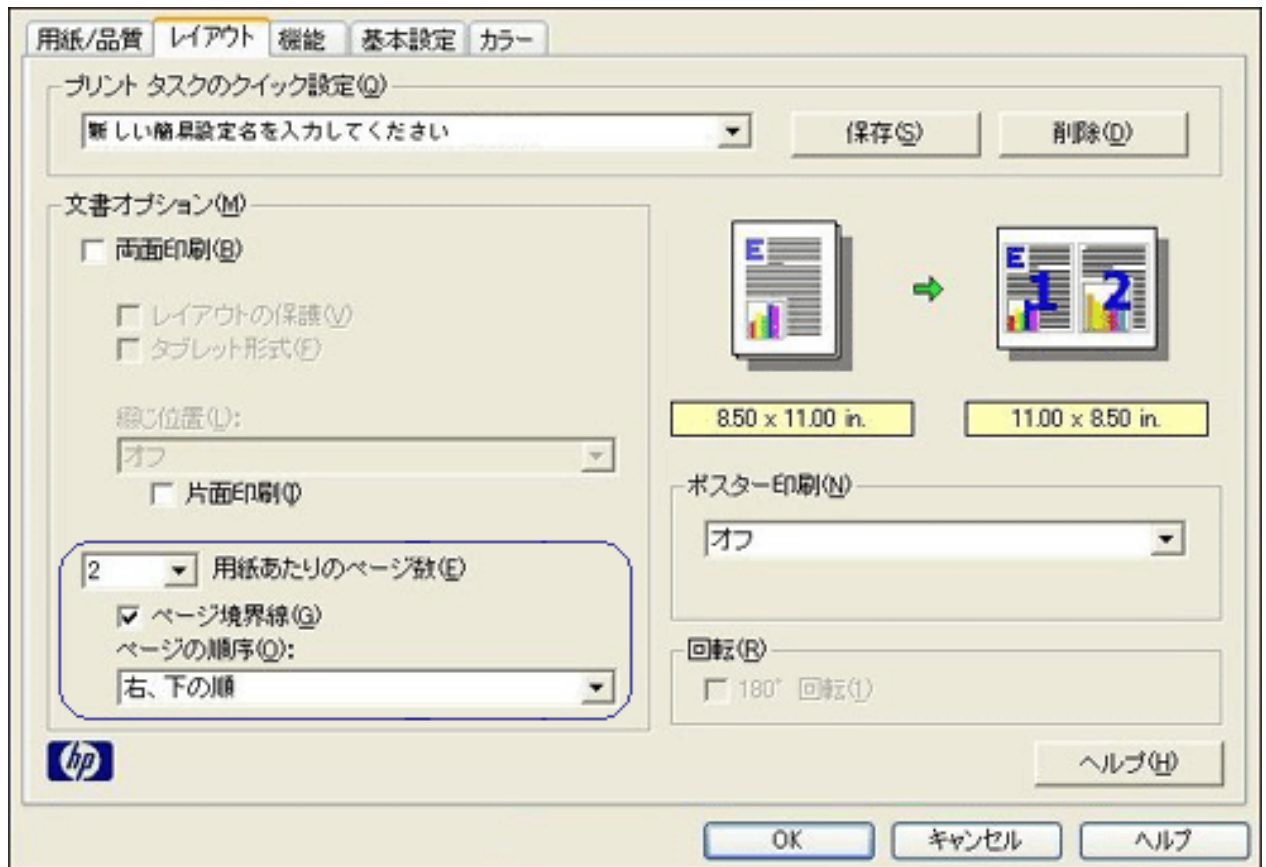 用紙/品質 レイアウト 機能 基本設定 カラー
プリント タスクのクイック設定(Q)
新しい簡易設定名を入力してください
保存(S) 削除(D)
文書オプション(M)
両面印刷(B)
レイアウトの保護(V)
タブレット形式(F)
綴じ位置(L):
オフ
片面印刷(I)
2 用紙あたりのページ数(E)
ページ境界線(G)
ページの順序(O):
右、下の順
E
E 1 2
8.50 x 11.00 in. 11.00 x 8.50 in.
ポスター印刷(N)
オフ
回転(R)
180° 回転(1)
hp
ヘルプ(H)
OK キャンセル ヘルプ